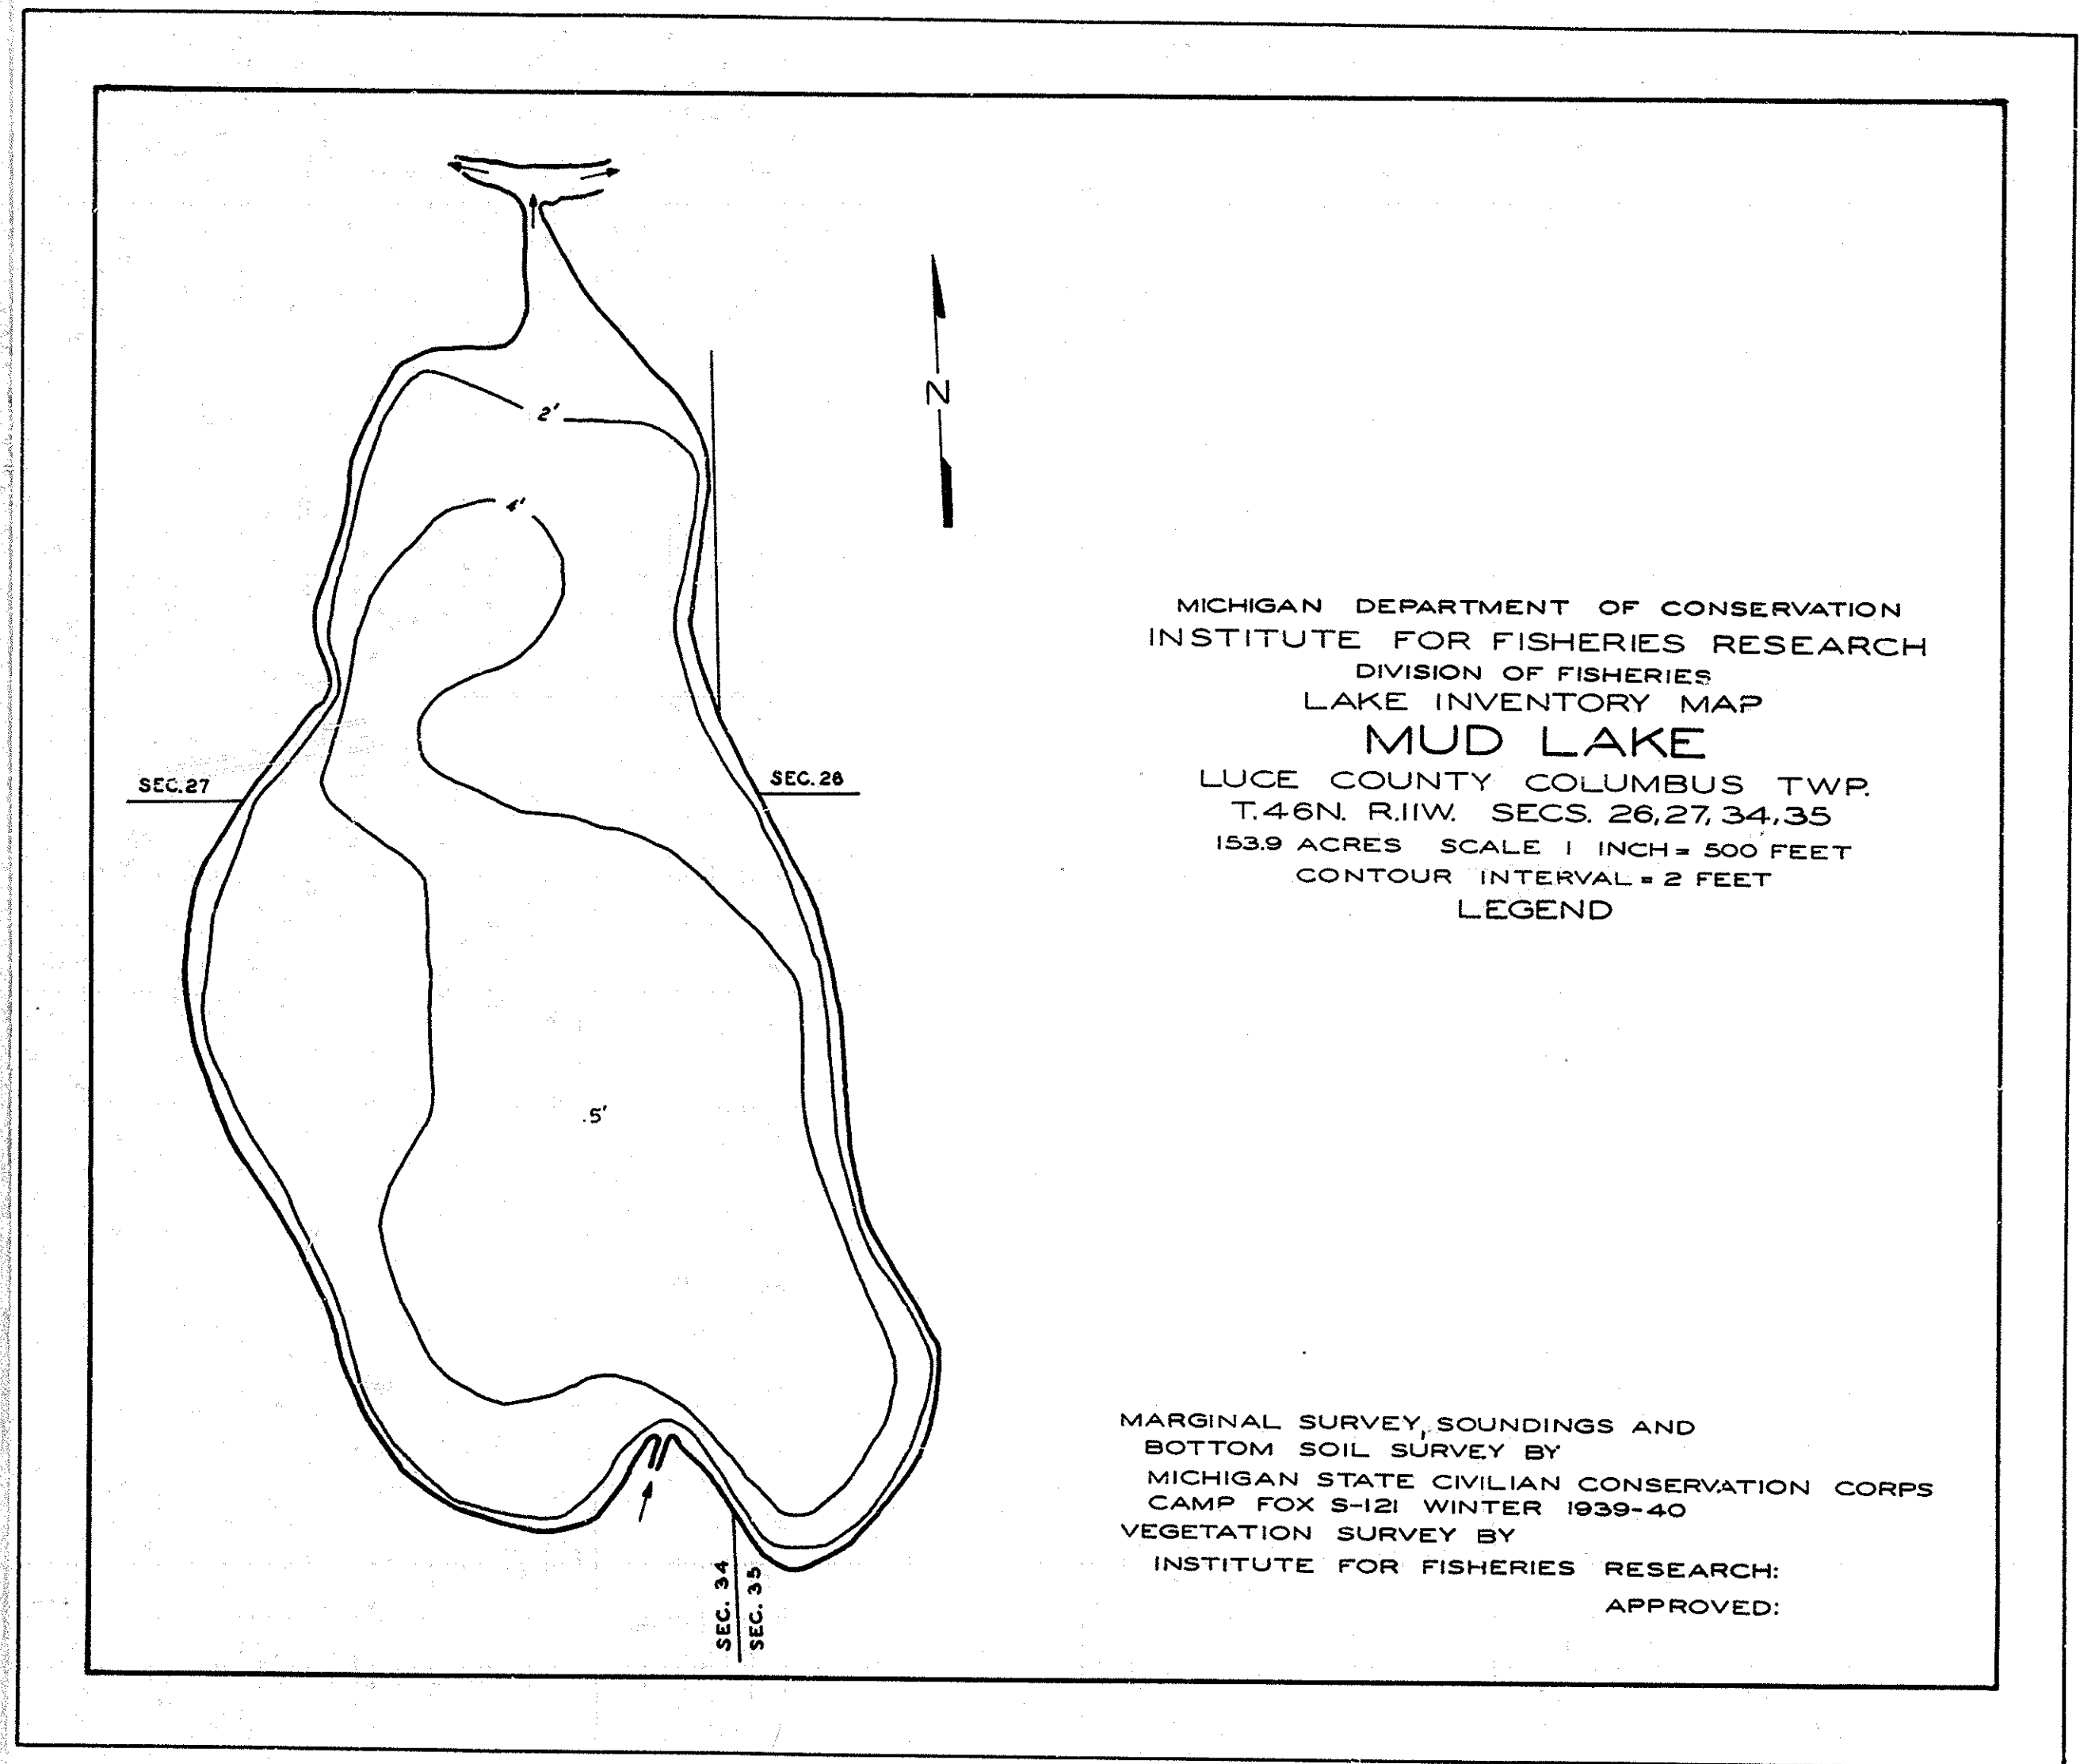 2'
N
4'
MICHIGAN DEPARTMENT OF CONSERVATION
INSTITUTE FOR FISHERIES RESEARCH
DIVISION OF FISHERIES
LAKE INVENTORY MAP
MUD LAKE
LUCE COUNTY COLUMBUS TWP.
T.46N. R.11W. SECS. 26,27,34,35
153.9 ACRES SCALE 1 INCH = 500 FEET
CONTOUR INTERVAL = 2 FEET
LEGEND
SEC.27
SEC.26
.5'
MARGINAL SURVEY, SOUNDINGS AND
BOTTOM SOIL SURVEY BY
MICHIGAN STATE CIVILIAN CONSERVATION CORPS
CAMP FOX S-121 WINTER 1939-40
VEGETATION SURVEY BY
INSTITUTE FOR FISHERIES RESEARCH:
APPROVED:
SEC. 34
SEC. 35